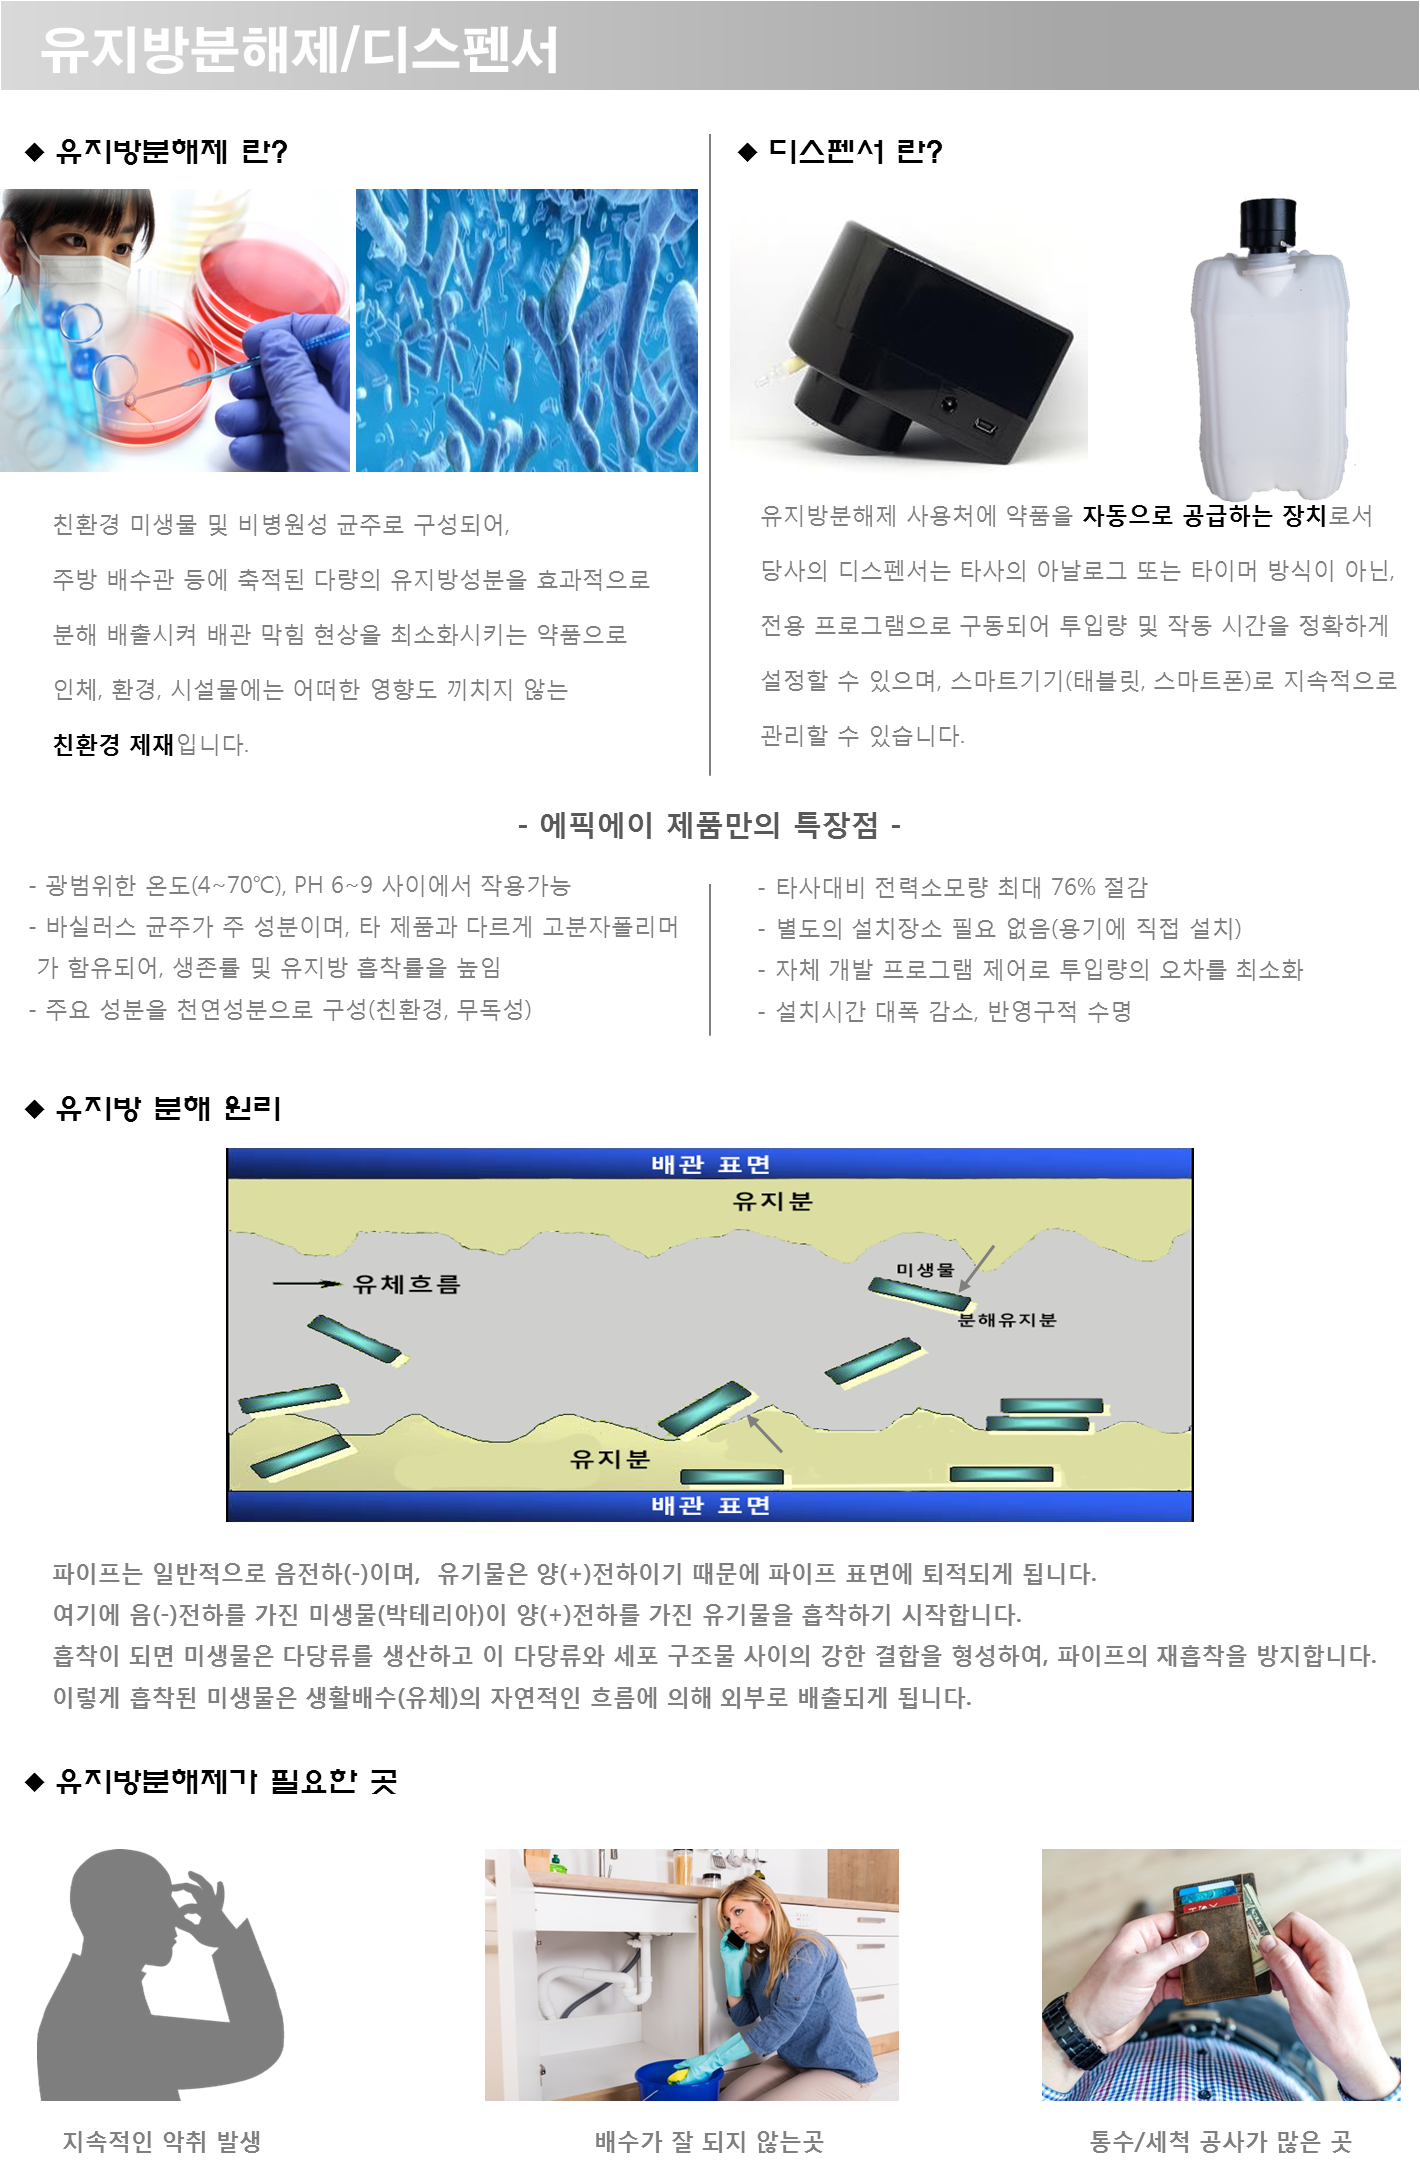 유지방분해제/디스펜서
◆ 유지방분해제 란?
친환경 미생물 및 비병원성 균주로 구성되어,
주방 배수관 등에 축적된 다량의 유지방성분을 효과적으로
분해 배출시켜 배관 막힘 현상을 최소화시키는 약품으로
인체, 환경, 시설물에는 어떠한 영향도 끼치지 않는
친환경 제재입니다.
◆ 디스펜서 란?
유지방분해제 사용처에 약품을 자동으로 공급하는 장치로서
당사의 디스펜서는 타사의 아날로그 또는 타이머 방식이 아닌,
전용 프로그램으로 구동되어 투입량 및 작동 시간을 정확하게
설정할 수 있으며, 스마트기기(태블릿, 스마트폰)로 지속적으로
관리할 수 있습니다.
- 에픽에이 제품만의 특장점 -
- 광범위한 온도(4~70℃), PH 6~9 사이에서 작용가능
- 바실러스 균주가 주 성분이며, 타 제품과 다르게 고분자폴리머
가 함유되어, 생존률 및 유지방 흡착률을 높임
- 주요 성분을 천연성분으로 구성(친환경, 무독성)
- 타사대비 전력소모량 최대 76% 절감
- 별도의 설치장소 필요 없음(용기에 직접 설치)
- 자체 개발 프로그램 제어로 투입량의 오차를 최소화
- 설치시간 대폭 감소, 반영구적 수명
◆ 유지방 분해 원리
배관 표면
유지분
유체흐름
미생물
분해유지분
유지분
배관 표면
파이프는 일반적으로 음전하(-)이며, 유기물은 양(+)전하이기 때문에 파이프 표면에 퇴적되게 됩니다.
여기에 음(-)전하를 가진 미생물(박테리아)이 양(+)전하를 가진 유기물을 흡착하기 시작합니다.
흡착이 되면 미생물은 다당류를 생산하고 이 다당류와 세포 구조물 사이의 강한 결합을 형성하여, 파이프의 재흡착을 방지합니다.
이렇게 흡착된 미생물은 생활배수(유체)의 자연적인 흐름에 의해 외부로 배출되게 됩니다.
◆ 유지방분해제가 필요한 곳
지속적인 악취 발생
배수가 잘 되지 않는곳
통수/세척 공사가 많은 곳